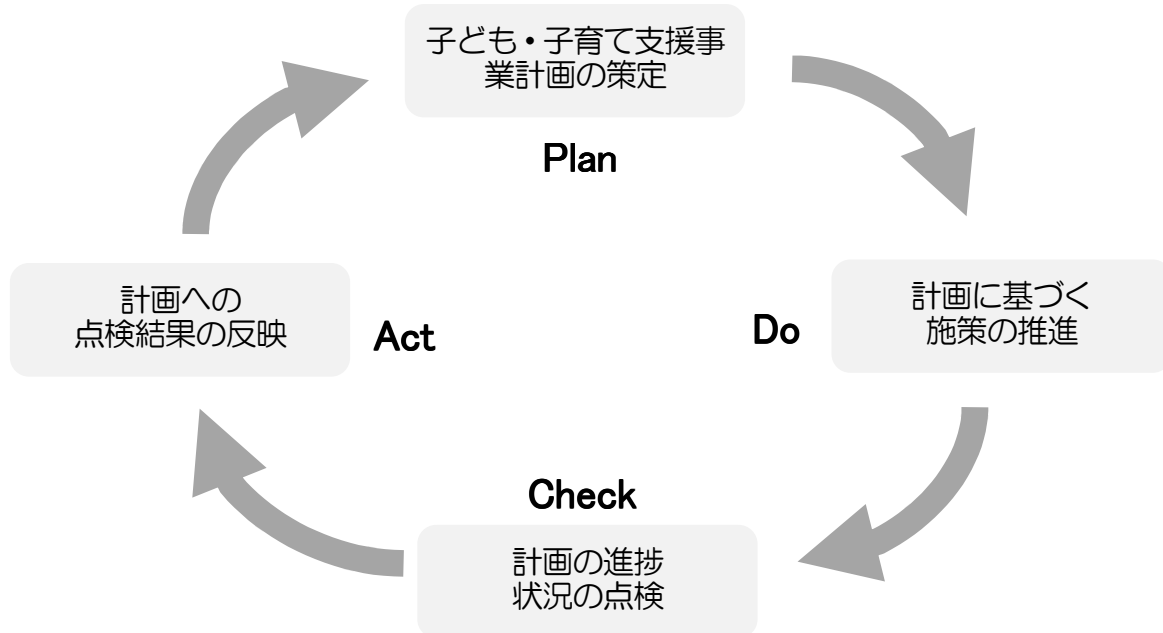 子ども・子育て支援事
業計画の策定
Plan
計画に基づく
施策の推進
Do
Check
計画の進捗
状況の点検
計画への
点検結果の反映
Act